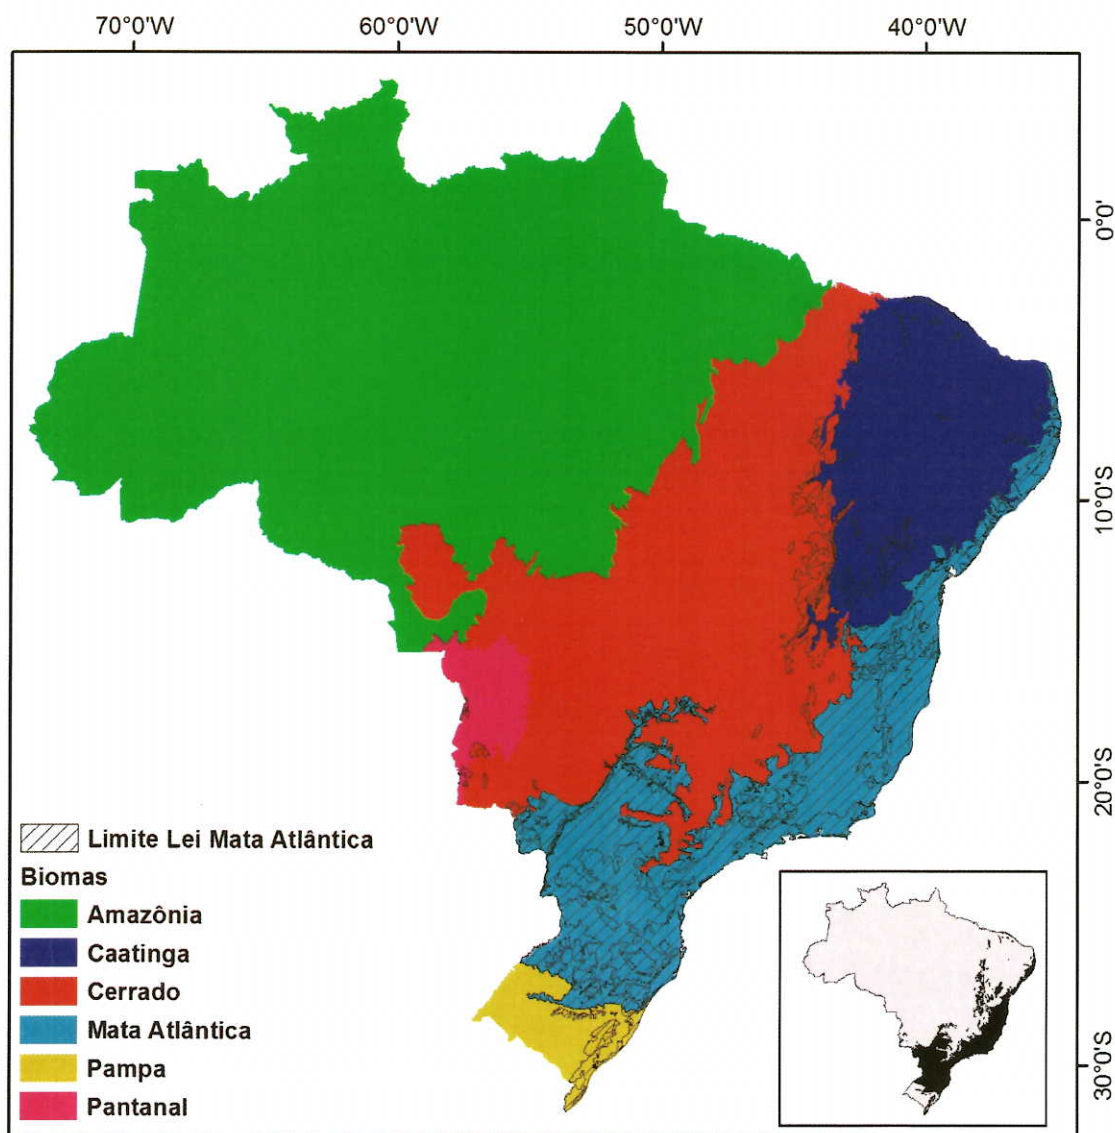 70°0'W 60°0'W 50°0'W 40°0'W
0°0'
10°0'S
20°0'S
30°0'S
Limite Lei Mata Atlântica
Biomas
Amazônia
Caatinga
Cerrado
Mata Atlântica
Pampa
Pantanal